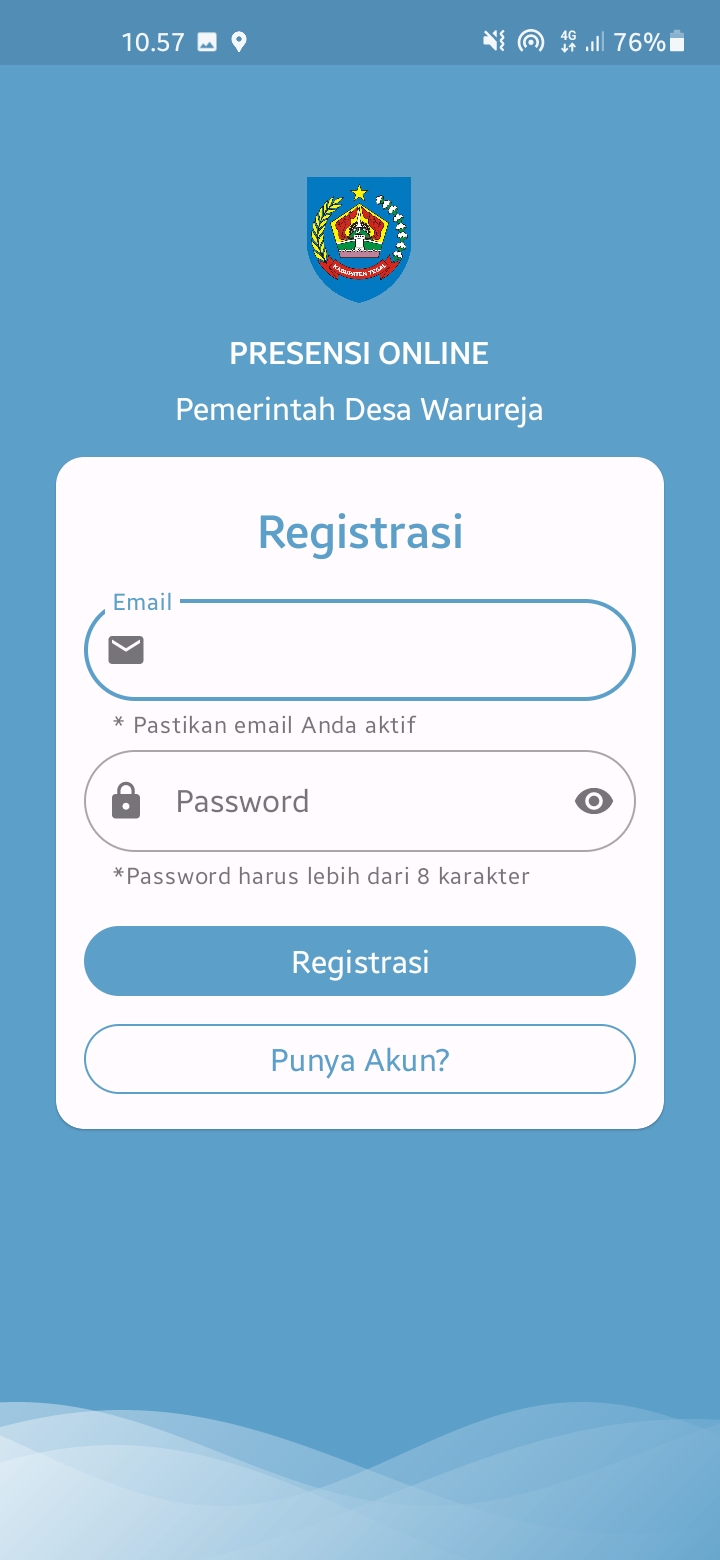 10.57
4G
76%
KABUPATEN TEGAL
PRESENSI ONLINE
Pemerintah Desa Warureja
Registrasi
Email
* Pastikan email Anda aktif
Password
*Password harus lebih dari 8 karakter
Registrasi
Punya Akun?